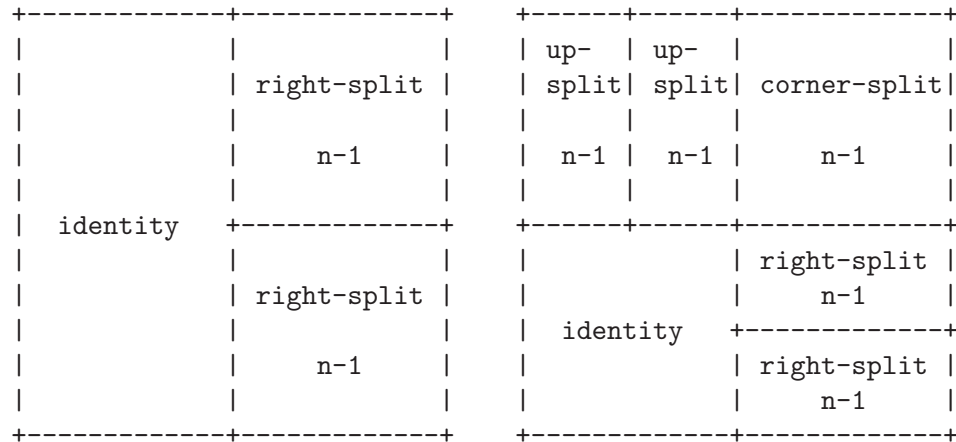 up- up-
right-split split split corner-split
n-1 n-1 n-1 n-1
identity
right-split
right-split n-1
identity
n-1 right-split
n-1